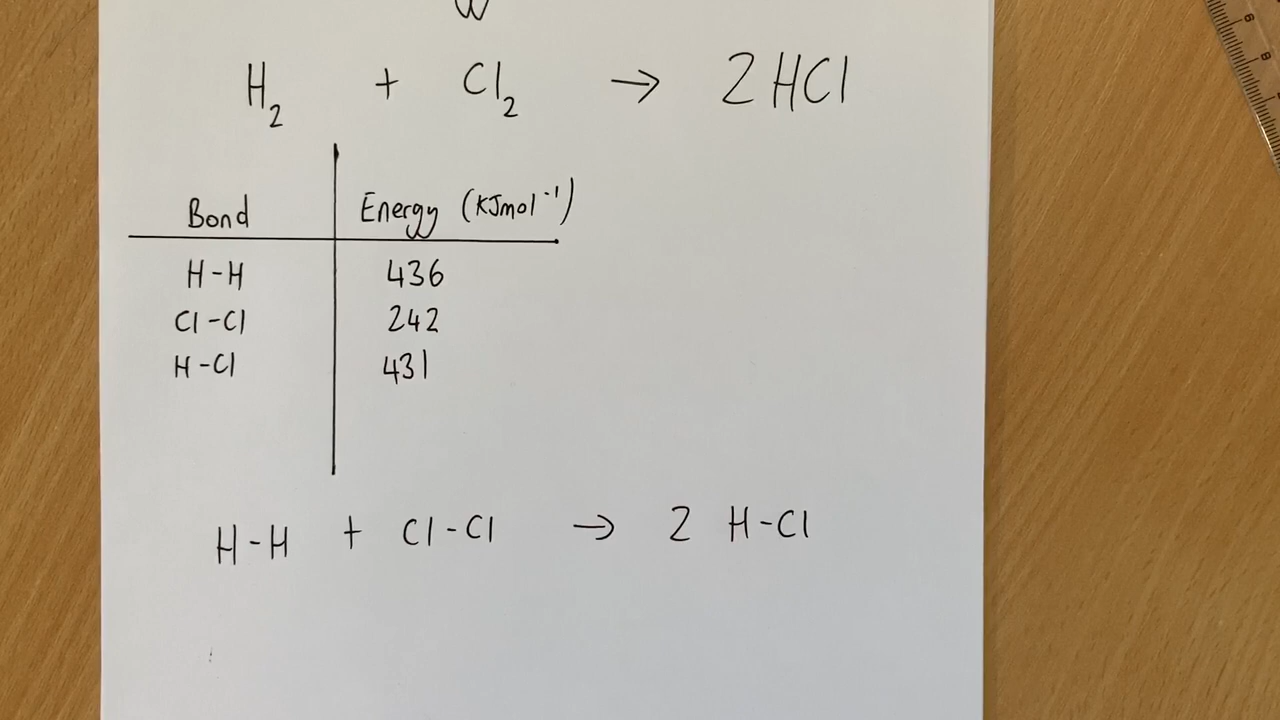 H₂ + Cl₂ → 2HCl
Bond Energy (KJmol⁻¹)
H-H 436
Cl-Cl 242
H-Cl 431
H-H + Cl-Cl → 2 H-Cl